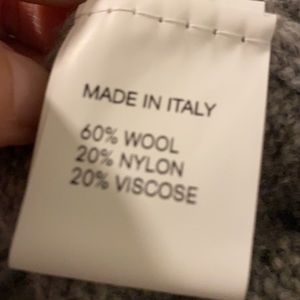 MADE IN ITALY
60% WOOL
20% NYLON
20% VISCOSE